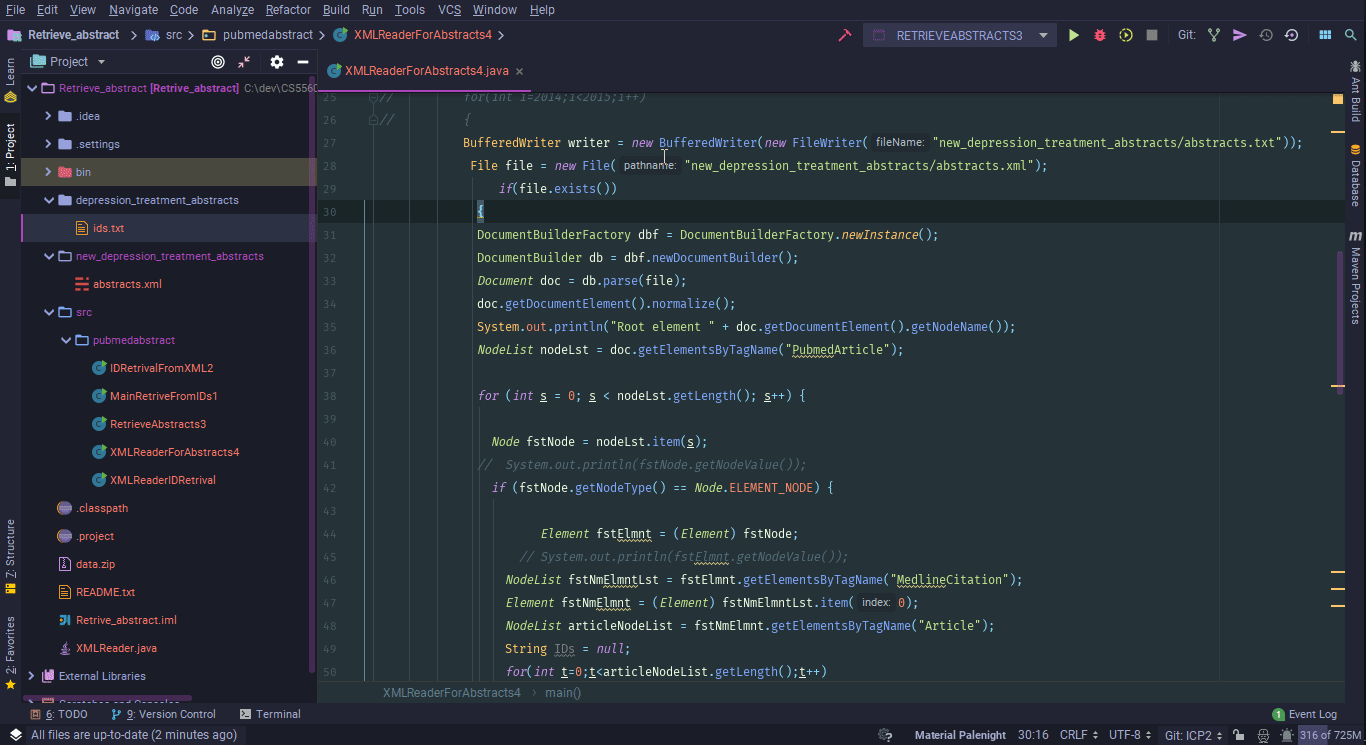 File Edit View Navigate Code Analyze Refactor Build Run Tools VCS Window Help
Retrieve_abstract src pubmedabstract XMLReaderForAbstracts4 RETRIEVEABSTRACTS3 Git:
Project
XMLReaderForAbstracts4.java
Learn
1: Project
7: Structure
2: Favorites
Retrieve_abstract [Retrive_abstract] C:\dev\CS556
.idea
.settings
bin
depression_treatment_abstracts
ids.txt
new_depression_treatment_abstracts
abstracts.xml
src
pubmedabstract
IDRetrivalFromXML2
MainRetriveFromIDs1
RetrieveAbstracts3
XMLReaderForAbstracts4
XMLReaderIDRetrival
.classpath
.project
data.zip
README.txt
Retrive_abstract.iml
XMLReader.java
External Libraries
Scratches and Consoles
25 // for(int i=2014;i<2015;i++)
26 // {
27 BufferedWriter writer = new BufferedWriter(new FileWriter( fileName: "new_depression_treatment_abstracts/abstracts.txt"));
28 File file = new File( pathname: "new_depression_treatment_abstracts/abstracts.xml");
29 if(file.exists())
30 {
31 DocumentBuilderFactory dbf = DocumentBuilderFactory.newInstance();
32 DocumentBuilder db = dbf.newDocumentBuilder();
33 Document doc = db.parse(file);
34 doc.getDocumentElement().normalize();
35 System.out.println("Root element " + doc.getDocumentElement().getNodeName());
36 NodeList nodeLst = doc.getElementsByTagName("PubmedArticle");
37
38 for (int s = 0; s < nodeLst.getLength(); s++) {
39
40 Node fstNode = nodeLst.item(s);
41 // System.out.println(fstNode.getNodeValue());
42 if (fstNode.getNodeType() == Node.ELEMENT_NODE) {
43
44 Element fstElmnt = (Element) fstNode;
45 // System.out.println(fstElmnt.getNodeValue());
46 NodeList fstNmElmntLst = fstElmnt.getElementsByTagName("MedlineCitation");
47 Element fstNmElmnt = (Element) fstNmElmntLst.item( index: 0);
48 NodeList articleNodeList = fstNmElmnt.getElementsByTagName("Article");
49 String IDs = null;
50 for(int t=0;t<articleNodeList.getLength();t++)
XMLReaderForAbstracts4 › main()
Ant Build
Database
m Maven Projects
6: TODO 9: Version Control Terminal 1 Event Log
All files are up-to-date (2 minutes ago) Material Palenight 30:16 CRLF UTF-8 Git: ICP2 316 of 725M